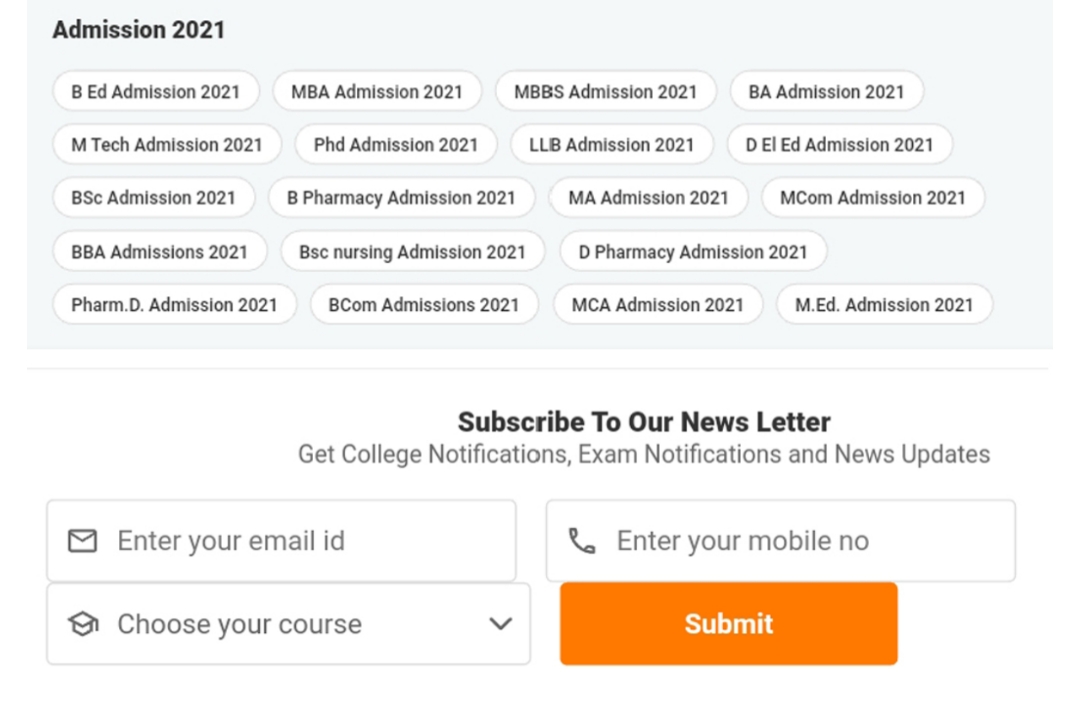 Admission 2021
B Ed Admission 2021 MBA Admission 2021 MBBS Admission 2021 BA Admission 2021
M Tech Admission 2021 Phd Admission 2021 LLB Admission 2021 D El Ed Admission 2021
BSc Admission 2021 B Pharmacy Admission 2021 MA Admission 2021 MCom Admission 2021
BBA Admissions 2021 Bsc nursing Admission 2021 D Pharmacy Admission 2021
Pharm.D. Admission 2021 BCom Admissions 2021 MCA Admission 2021 M.Ed. Admission 2021
Subscribe To Our News Letter
Get College Notifications, Exam Notifications and News Updates
Enter your email id Enter your mobile no
Choose your course Submit